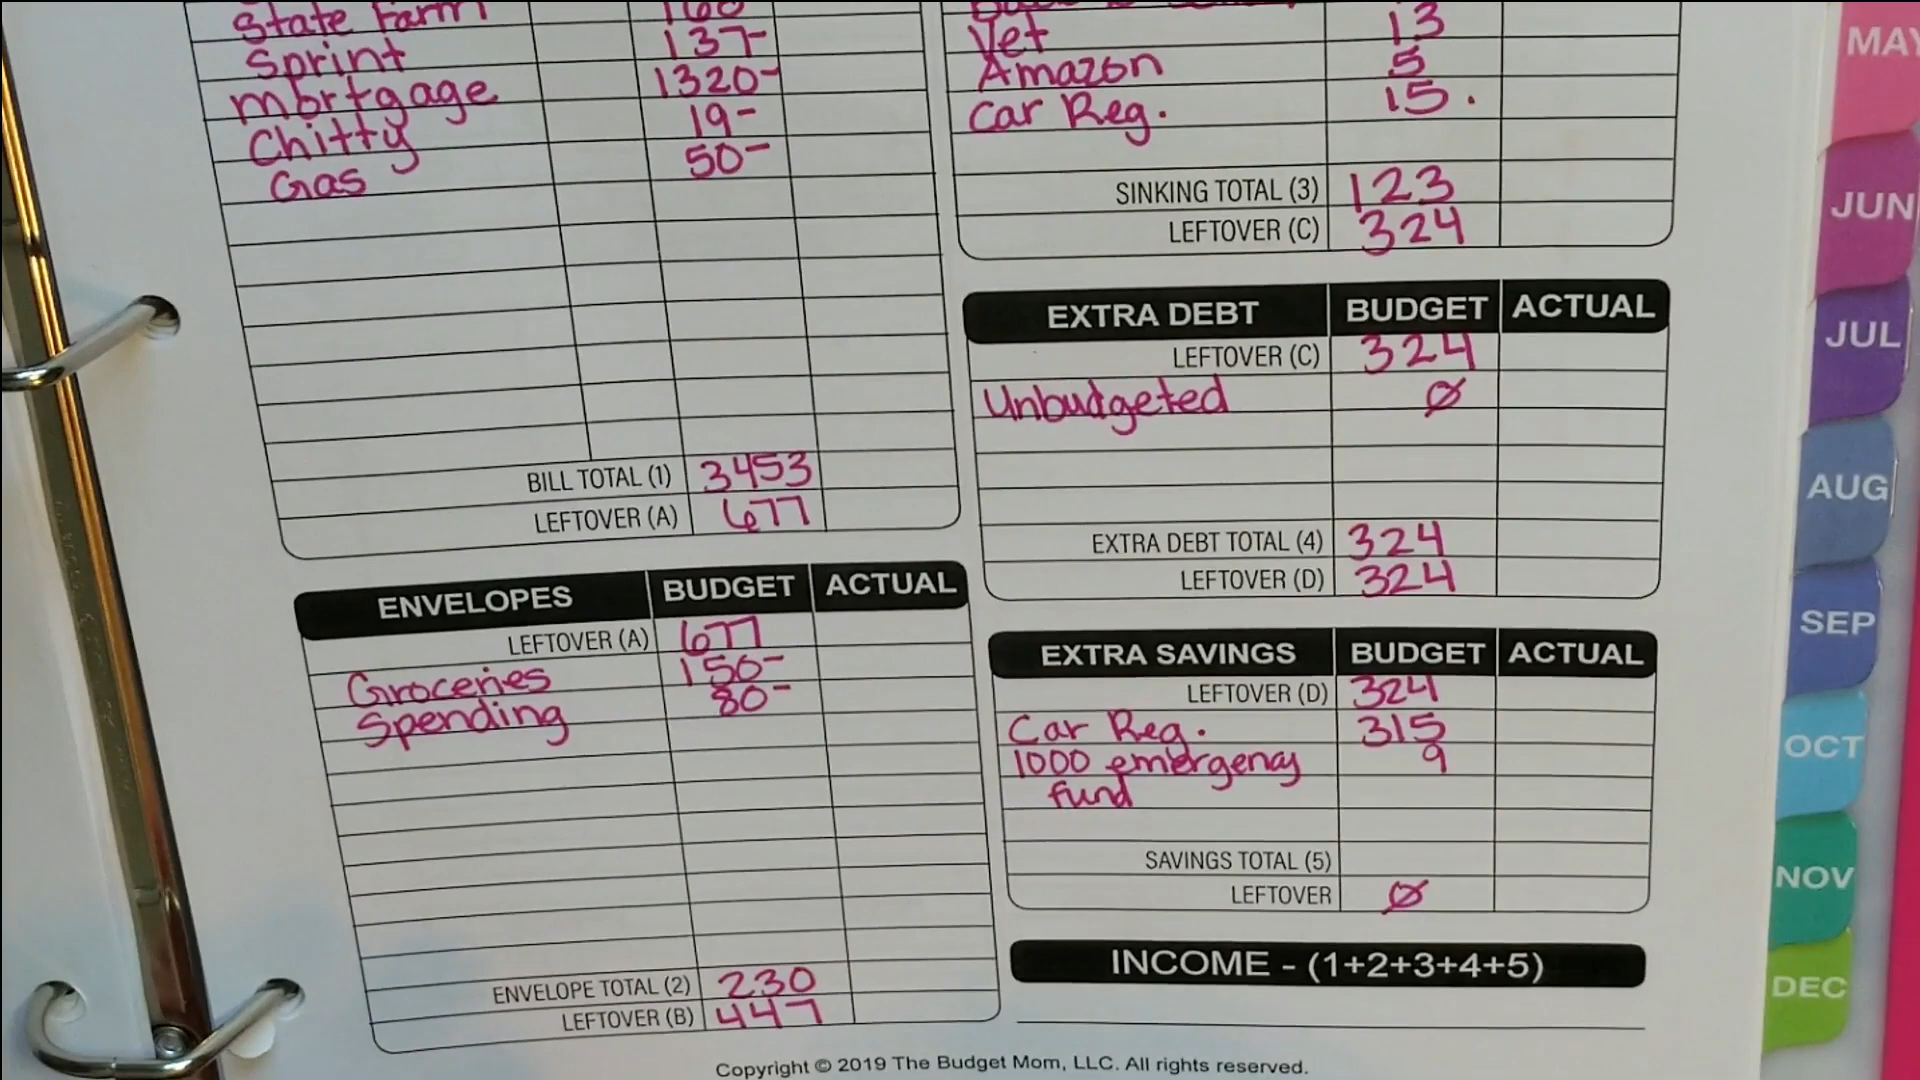 State Farm 160
Sprint 137-
mortgage 1320-
Chitty 19-
Gas 50-
BILL TOTAL (1) 3453
LEFTOVER (A) 677
ENVELOPES BUDGET ACTUAL
LEFTOVER (A) 677
Groceries 150-
Spending 80-
ENVELOPE TOTAL (2) 230
LEFTOVER (B) 447
Vet 13
Amazon 5
Car Reg. 15.
SINKING TOTAL (3) 123
LEFTOVER (C) 324
EXTRA DEBT BUDGET ACTUAL
LEFTOVER (C) 324
Unbudgeted Ø
EXTRA DEBT TOTAL (4) 324
LEFTOVER (D) 324
EXTRA SAVINGS BUDGET ACTUAL
LEFTOVER (D) 324
Car Reg. 315
1000 emergency 9
fund
SAVINGS TOTAL (5)
LEFTOVER Ø
INCOME - (1+2+3+4+5)
Copyright © 2019 The Budget Mom, LLC. All rights reserved.
MAY
JUN
JUL
AUG
SEP
OCT
NOV
DEC